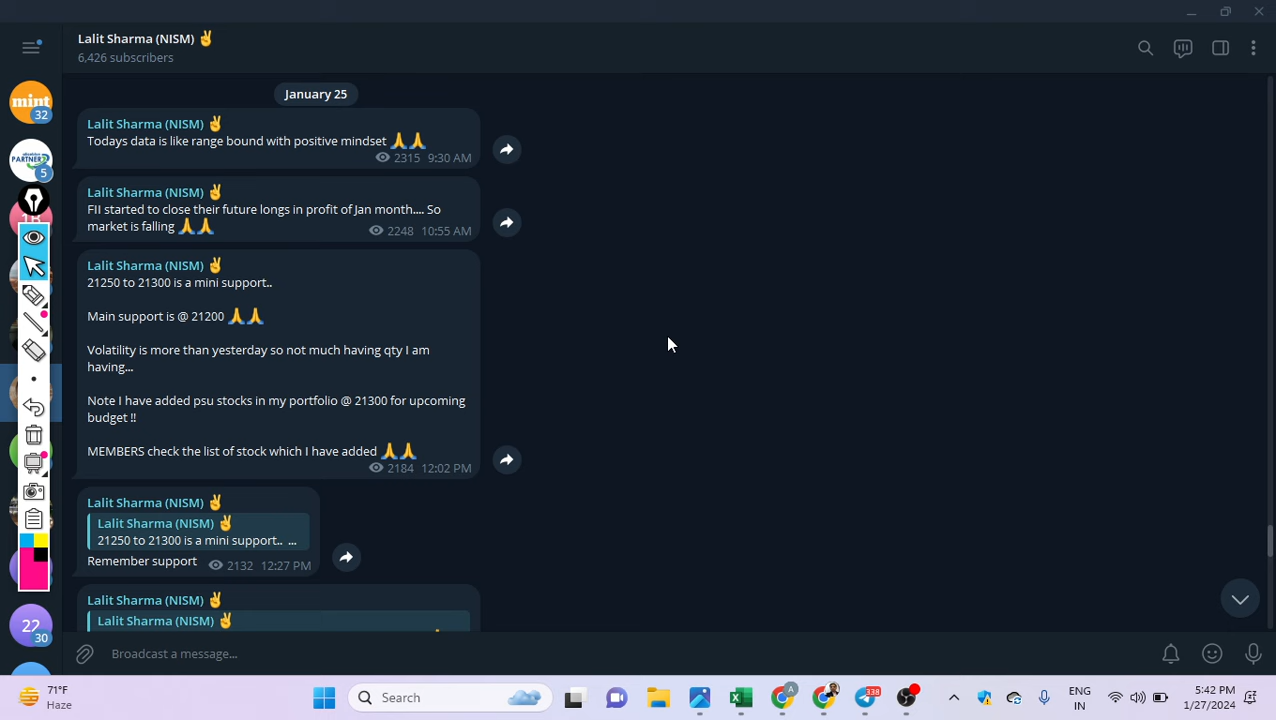 Lalit Sharma (NISM) ✌
6,426 subscribers
mint
32
January 25
Lalit Sharma (NISM) ✌
Todays data is like range bound with positive mindset 🙏🙏
2315 9:30 AM
PARTNER
5
Lalit Sharma (NISM) ✌
FII started to close their future longs in profit of Jan month.... So
market is falling 🙏🙏
2248 10:55 AM
Lalit Sharma (NISM) ✌
21250 to 21300 is a mini support..
Main support is @ 21200 🙏🙏
Volatility is more than yesterday so not much having qty I am
having...
Note I have added psu stocks in my portfolio @ 21300 for upcoming
budget !!
MEMBERS check the list of stock which I have added 🙏🙏
2184 12:02 PM
Lalit Sharma (NISM) ✌
Lalit Sharma (NISM) ✌
21250 to 21300 is a mini support.. ...
Remember support 2132 12:27 PM
Lalit Sharma (NISM) ✌
Lalit Sharma (NISM) ✌
22
30
Broadcast a message...
71°F
Haze
Search
A
338
ENG
IN
5:42 PM
1/27/2024